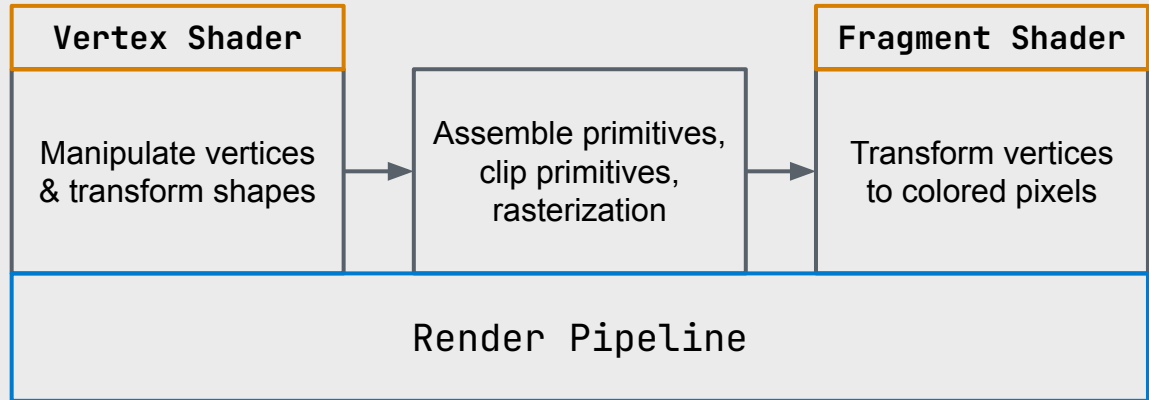 Vertex Shader
Fragment Shader
Manipulate vertices
& transform shapes
Assemble primitives,
clip primitives,
rasterization
Transform vertices
to colored pixels
Render Pipeline